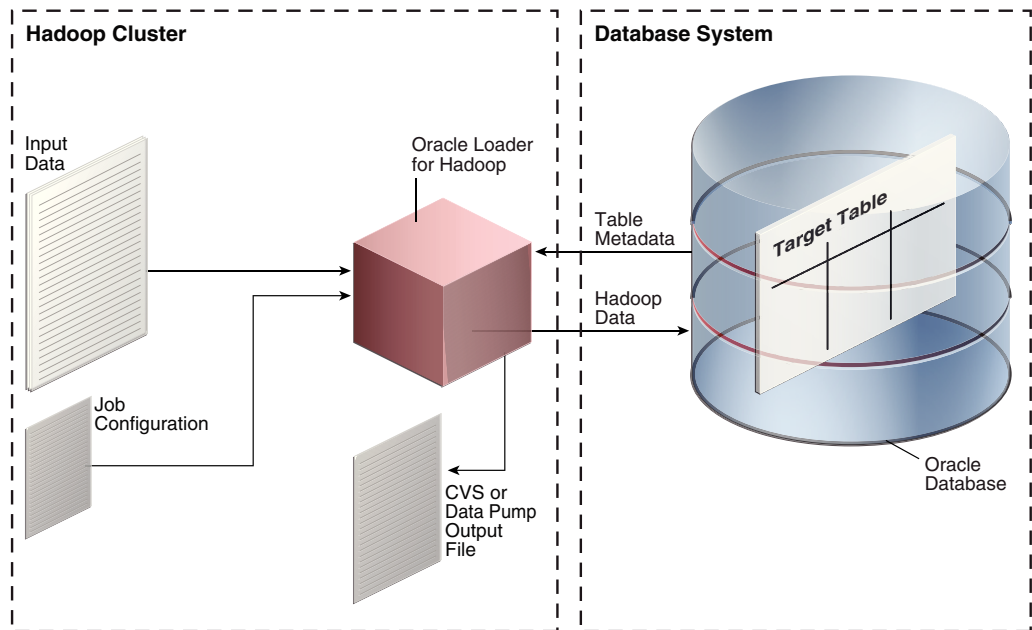 Hadoop Cluster
Database System
Input
Data
Oracle Loader
for Hadoop
Table
Metadata
Target Table
Hadoop
Data
Job
Configuration
CVS or
Data Pump
Output
File
Oracle
Database